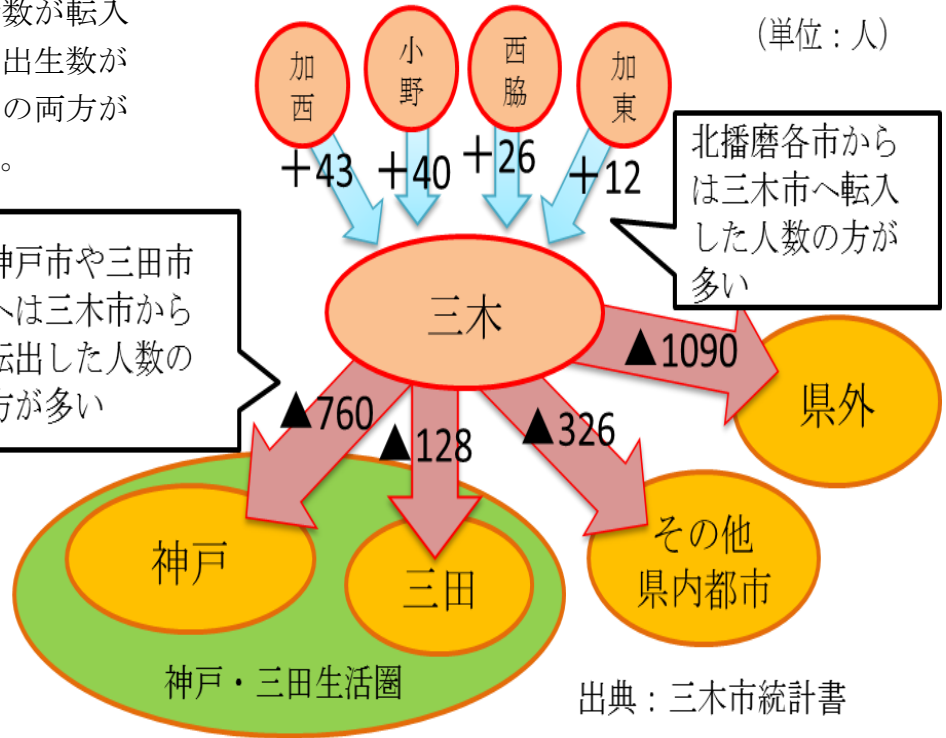 数が転入
出生数が
の両方が
。
(単位：人)
加西
小野
西脇
加東
＋43
＋40
＋26
＋12
北播磨各市から
は三木市へ転入
した人数の方が
多い
神戸市や三田市
へは三木市から
転出した人数の
方が多い
三木
▲1090
▲760
▲128
▲326
県外
神戸
三田
その他
県内都市
神戸・三田生活圏
出典：三木市統計書